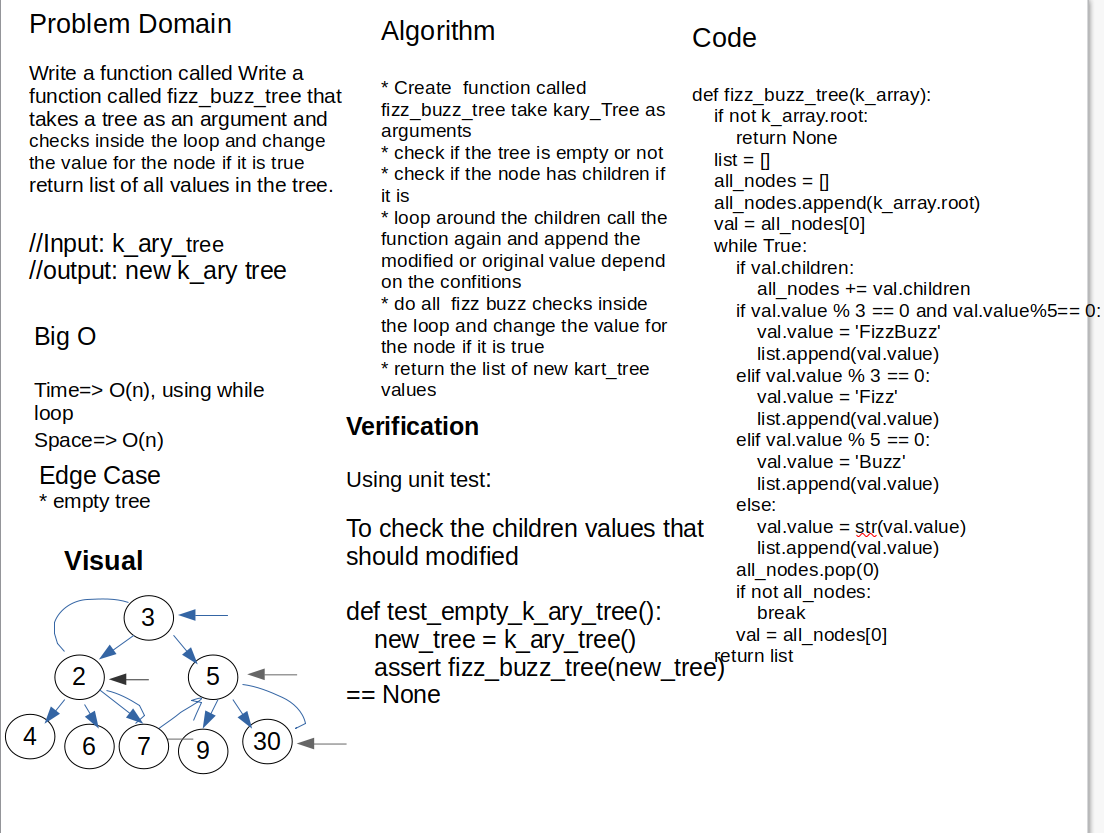 Problem Domain
Write a function called Write a
function called fizz_buzz_tree that
takes a tree as an argument and
checks inside the loop and change
the value for the node if it is true
return list of all values in the tree.
//Input: k_ary_tree
//output: new k_ary tree
Big O
Time=> O(n), using while
loop
Space=> O(n)
Edge Case
* empty tree
Visual
3
2
5
4
6
7
9
30
Algorithm
* Create  function called
fizz_buzz_tree take kary_Tree as
arguments
* check if the tree is empty or not
* check if the node has children if
it is
* loop around the children call the
function again and append the
modified or original value depend
on the confitions
* do all  fizz buzz checks inside
the loop and change the value for
the node if it is true
* return the list of new kart_tree
values
Verification
Using unit test:
To check the children values that
should modified
def test_empty_k_ary_tree():
    new_tree = k_ary_tree()
    assert fizz_buzz_tree(new_tree)
== None
Code
def fizz_buzz_tree(k_array):
    if not k_array.root:
        return None
    list = []
    all_nodes = []
    all_nodes.append(k_array.root)
    val = all_nodes[0]
    while True:
        if val.children:
            all_nodes += val.children
        if val.value % 3 == 0 and val.value%5== 0:
            val.value = 'FizzBuzz'
            list.append(val.value)
        elif val.value % 3 == 0:
            val.value = 'Fizz'
            list.append(val.value)
        elif val.value % 5 == 0:
            val.value = 'Buzz'
            list.append(val.value)
        else:
            val.value = str(val.value)
            list.append(val.value)
        all_nodes.pop(0)
        if not all_nodes:
            break
        val = all_nodes[0]
    return list